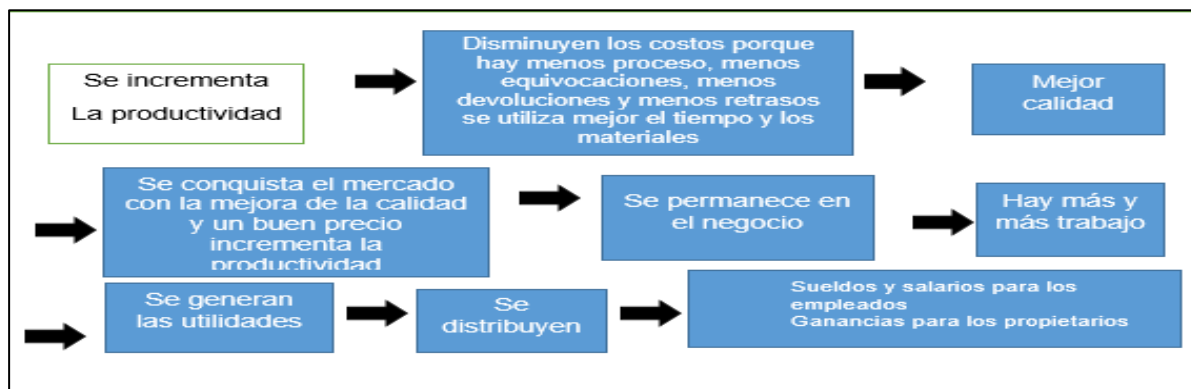 Se incrementa
La productividad
Disminuyen los costos porque
hay menos proceso, menos
equivocaciones, menos
devoluciones y menos retrasos
se utiliza mejor el tiempo y los
materiales
Mejor
calidad
Se conquista el mercado
con la mejora de la calidad
y un buen precio
incrementa la
productividad
Se permanece en
el negocio
Hay más y
más trabajo
Se generan
las utilidades
Se
distribuyen
Sueldos y salarios para los
empleados
Ganancias para los propietarios